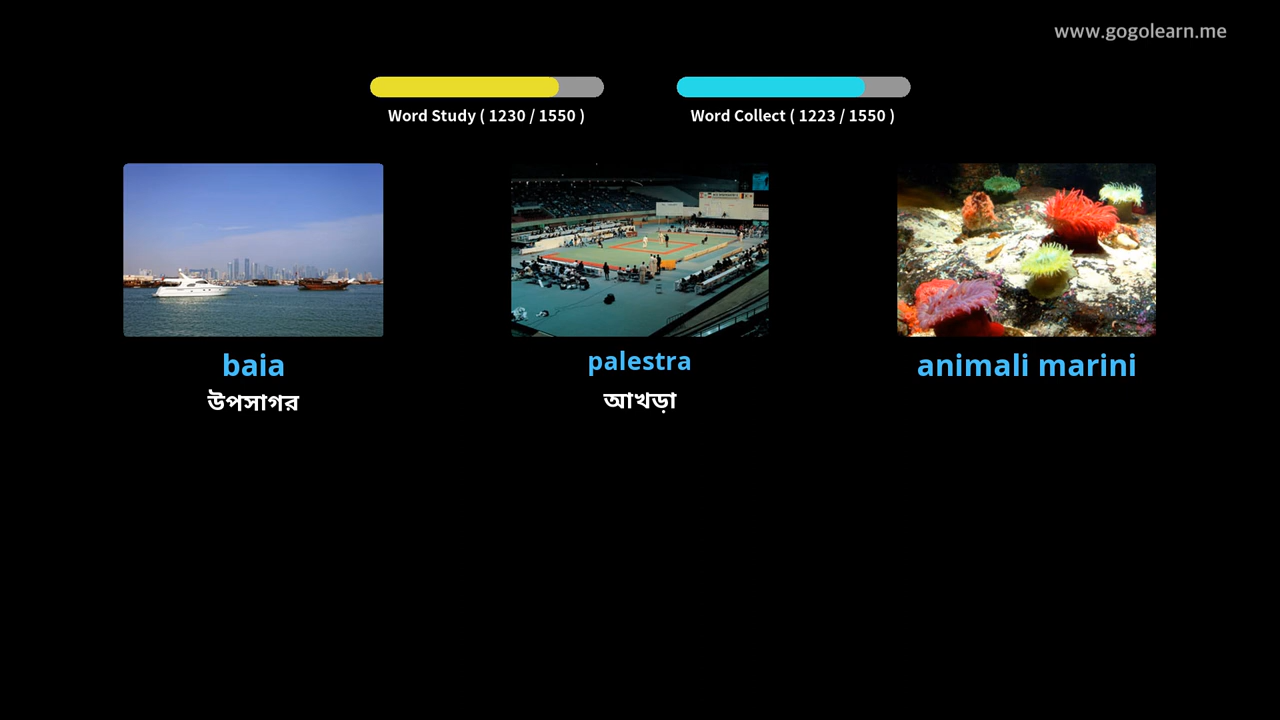 www.gogolearn.me
Word Study ( 1230 / 1550 )
Word Collect ( 1223 / 1550 )
baia
palestra
animali marini
উপসাগর
আখড়া